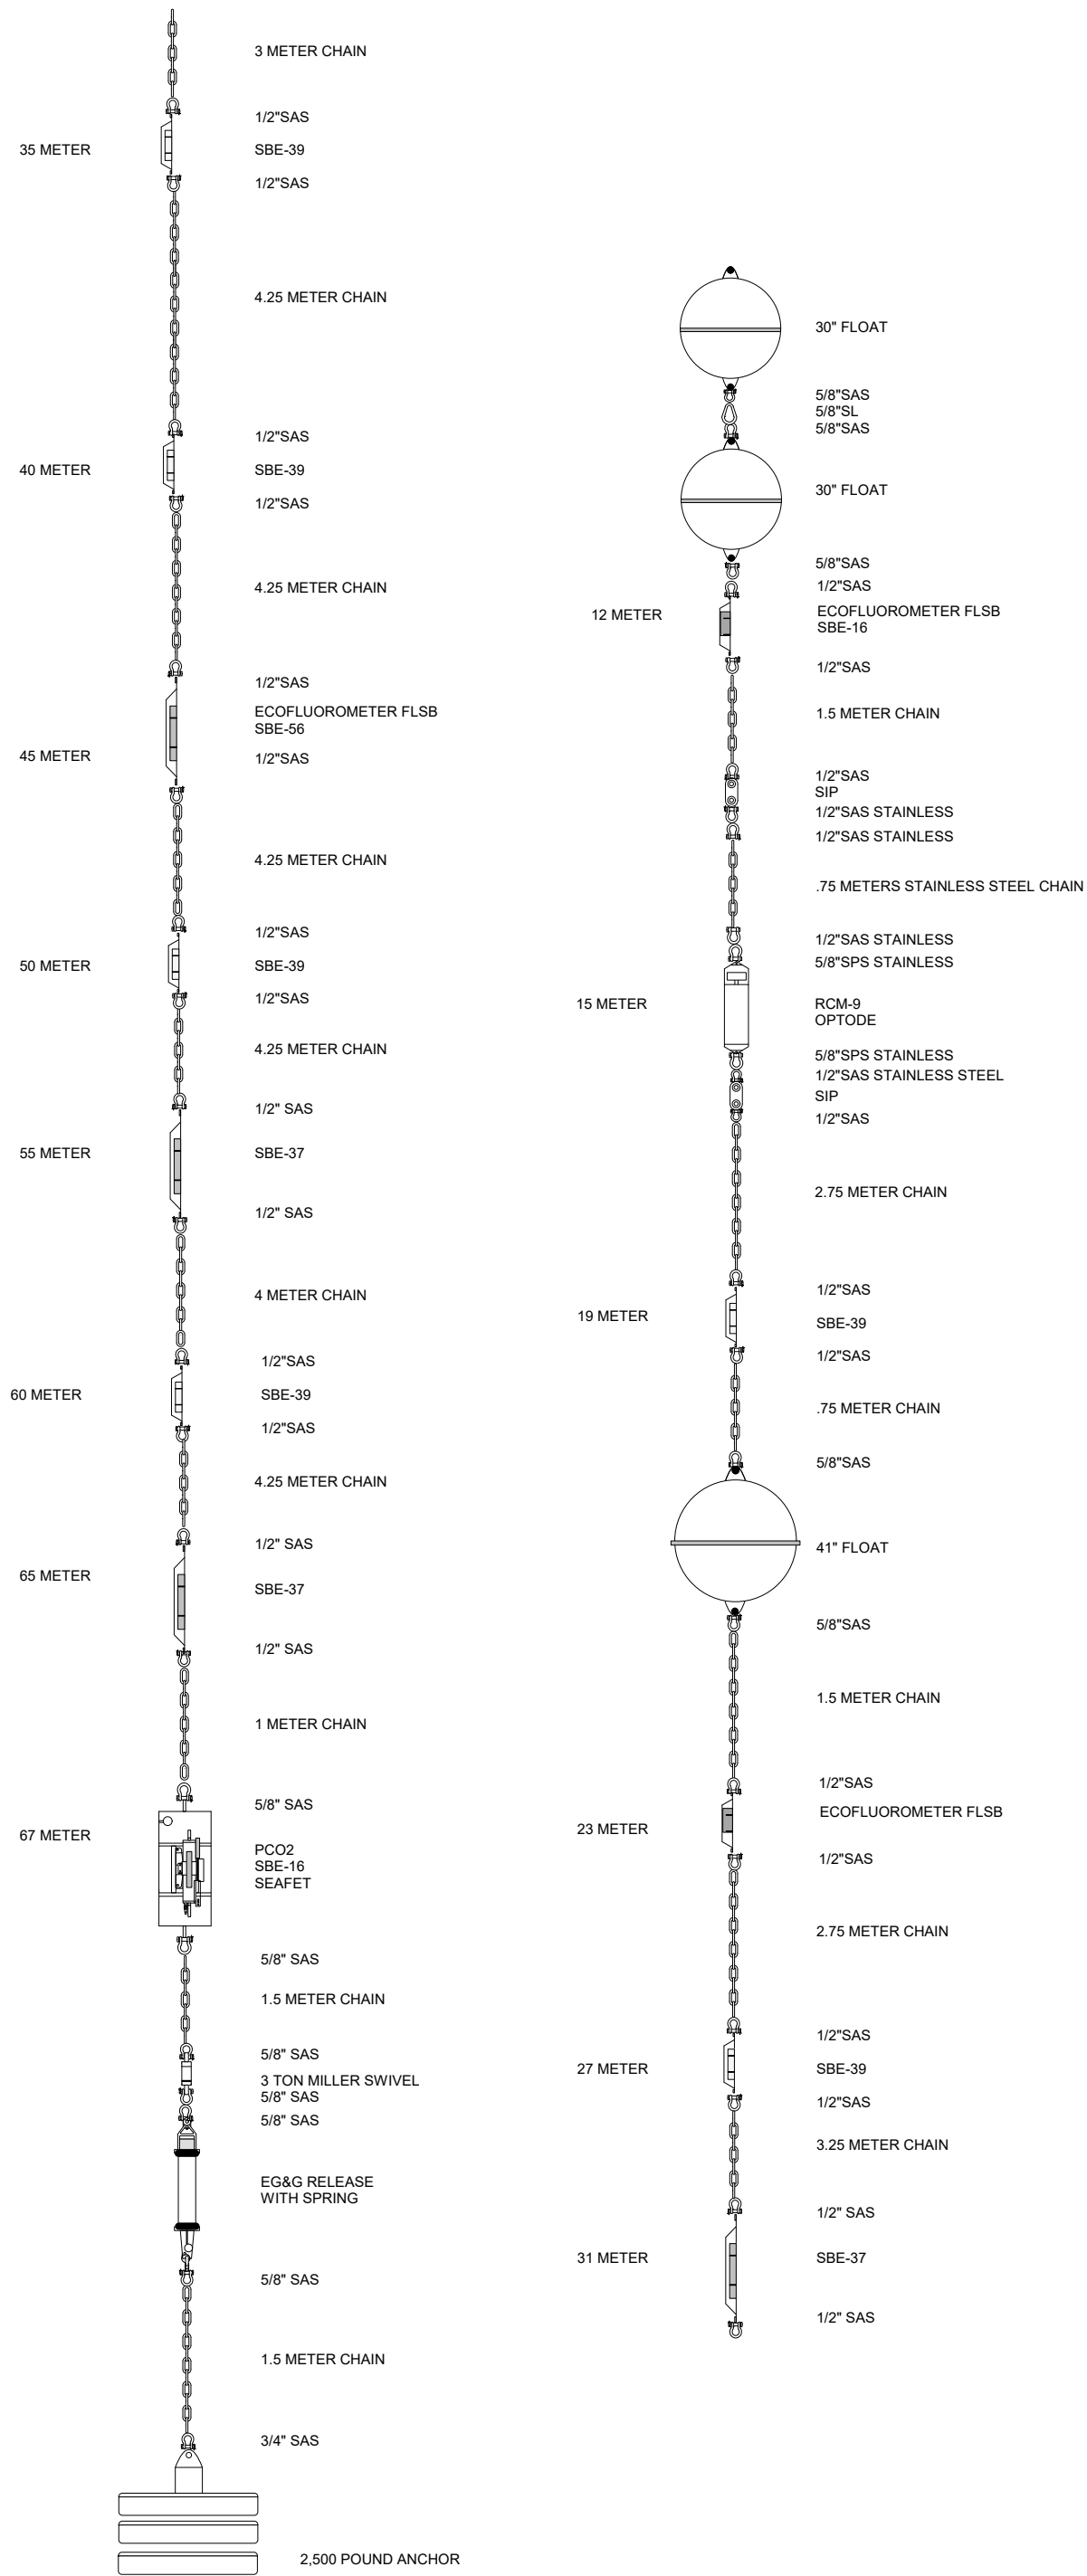 3 METER CHAIN
1/2"SAS
35 METER
SBE-39
1/2"SAS
4.25 METER CHAIN
1/2"SAS
40 METER
SBE-39
1/2"SAS
4.25 METER CHAIN
1/2"SAS
ECOFLUOROMETER FLSB
SBE-56
45 METER
1/2"SAS
4.25 METER CHAIN
1/2"SAS
50 METER
SBE-39
1/2"SAS
4.25 METER CHAIN
1/2" SAS
55 METER
SBE-37
1/2" SAS
4 METER CHAIN
1/2"SAS
60 METER
SBE-39
1/2"SAS
4.25 METER CHAIN
1/2" SAS
65 METER
SBE-37
1/2" SAS
1 METER CHAIN
5/8" SAS
67 METER
PCO2
SBE-16
SEAFET
5/8" SAS
1.5 METER CHAIN
5/8" SAS
3 TON MILLER SWIVEL
5/8" SAS
5/8" SAS
EG&G RELEASE
WITH SPRING
5/8" SAS
1.5 METER CHAIN
3/4" SAS
2,500 POUND ANCHOR
30" FLOAT
5/8"SAS
5/8"SL
5/8"SAS
30" FLOAT
5/8"SAS
1/2"SAS
12 METER
ECOFLUOROMETER FLSB
SBE-16
1/2"SAS
1.5 METER CHAIN
1/2"SAS
SIP
1/2"SAS STAINLESS
1/2"SAS STAINLESS
.75 METERS STAINLESS STEEL CHAIN
1/2"SAS STAINLESS
5/8"SPS STAINLESS
15 METER
RCM-9
OPTODE
5/8"SPS STAINLESS
1/2"SAS STAINLESS STEEL
SIP
1/2"SAS
2.75 METER CHAIN
1/2"SAS
19 METER
SBE-39
1/2"SAS
.75 METER CHAIN
5/8"SAS
41" FLOAT
5/8"SAS
1.5 METER CHAIN
1/2"SAS
ECOFLUOROMETER FLSB
23 METER
1/2"SAS
2.75 METER CHAIN
1/2"SAS
27 METER
SBE-39
1/2"SAS
3.25 METER CHAIN
1/2" SAS
31 METER
SBE-37
1/2" SAS